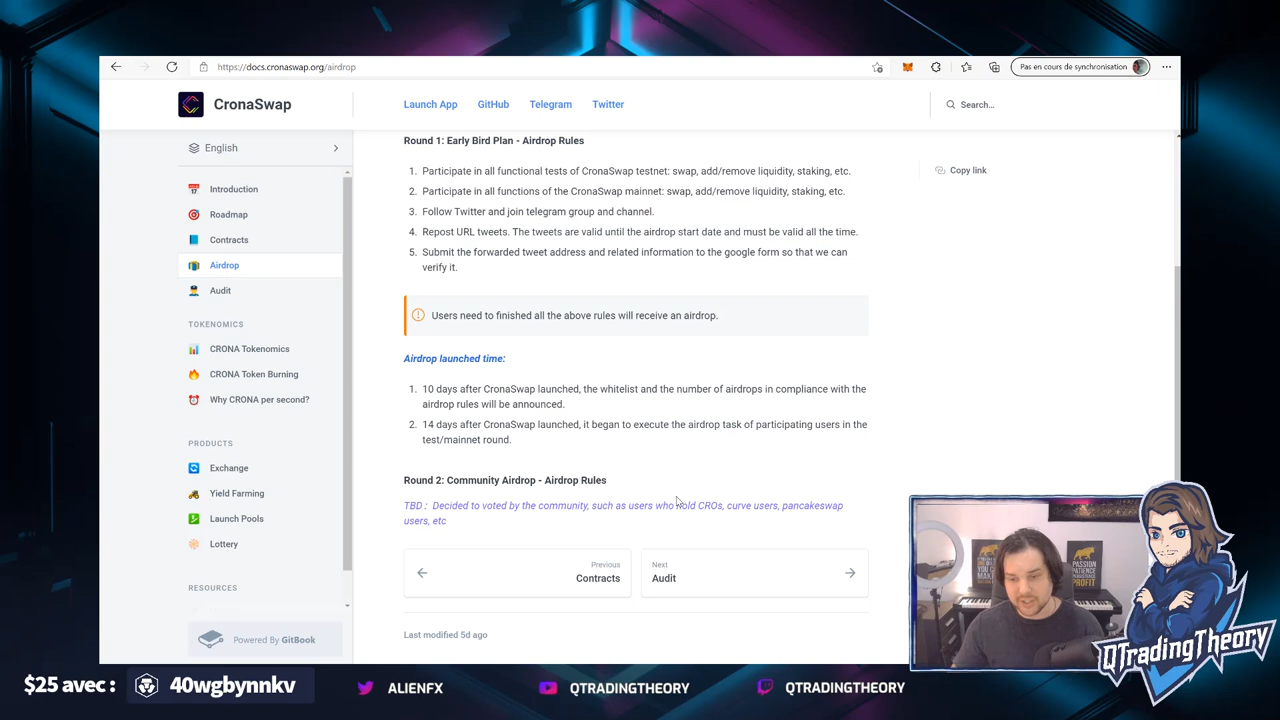 https://docs.cronaswap.org/airdrop
Pas en cours de synchronisation
CronaSwap
Launch App
GitHub
Telegram
Twitter
Search...
English
Introduction
Roadmap
Contracts
Airdrop
Audit
TOKENOMICS
CRONA Tokenomics
CRONA Token Burning
Why CRONA per second?
PRODUCTS
Exchange
Yield Farming
Launch Pools
Lottery
RESOURCES
Powered By GitBook
Round 1: Early Bird Plan - Airdrop Rules
1. Participate in all functional tests of CronaSwap testnet: swap, add/remove liquidity, staking, etc.
2. Participate in all functions of the CronaSwap mainnet: swap, add/remove liquidity, staking, etc.
3. Follow Twitter and join telegram group and channel.
4. Repost URL tweets. The tweets are valid until the airdrop start date and must be valid all the time.
5. Submit the forwarded tweet address and related information to the google form so that we can
verify it.
Users need to finished all the above rules will receive an airdrop.
Airdrop launched time:
1. 10 days after CronaSwap launched, the whitelist and the number of airdrops in compliance with the
airdrop rules will be announced.
2. 14 days after CronaSwap launched, it began to execute the airdrop task of participating users in the
test/mainnet round.
Round 2: Community Airdrop - Airdrop Rules
TBD : Decided to voted by the community, such as users who hold CROs, curve users, pancakeswap
users, etc
Previous
Contracts
Next
Audit
Last modified 5d ago
Copy link
PASSION
PATIENCE
PERSISTENCE
PROFIT
QTradingTheory
$25 avec :
40wgbynnkv
ALIENFX
QTRADINGTHEORY
QTRADINGTHEORY